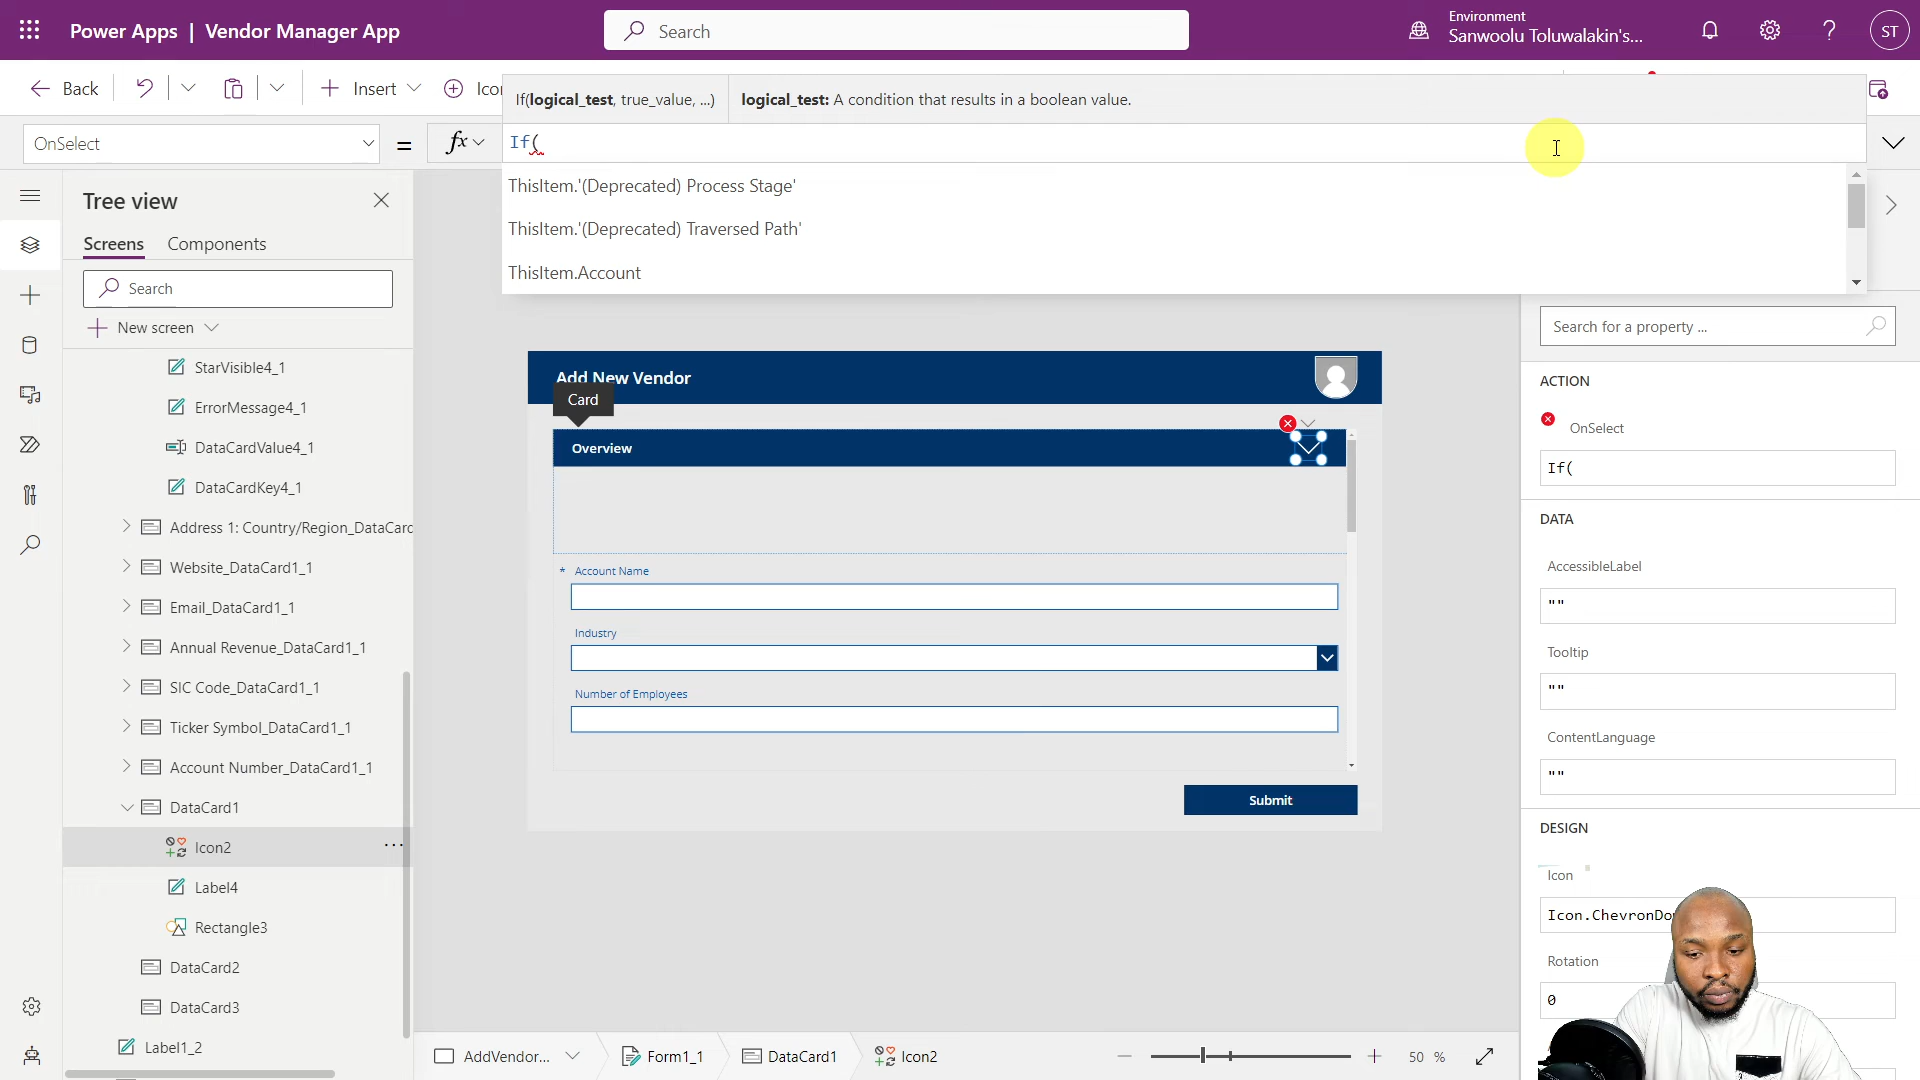 Power Apps | Vendor Manager App
Search
Environment
Sanwoolu Toluwalakin's...
ST
Back
Insert
If(logical_test, true_value, ...)
logical_test: A condition that results in a boolean value.
OnSelect
=
fx
If(
ThisItem.'(Deprecated) Process Stage'
ThisItem.'(Deprecated) Traversed Path'
ThisItem.Account
Tree view
Screens
Components
Search
New screen
StarVisible4_1
ErrorMessage4_1
DataCardValue4_1
DataCardKey4_1
Address 1: Country/Region_DataCard
Website_DataCard1_1
Email_DataCard1_1
Annual Revenue_DataCard1_1
SIC Code_DataCard1_1
Ticker Symbol_DataCard1_1
Account Number_DataCard1_1
DataCard1
Icon2
Label4
Rectangle3
DataCard2
DataCard3
Label1_2
Add New Vendor
Card
Overview
* Account Name
Industry
Number of Employees
Submit
Search for a property ...
ACTION
OnSelect
If(
DATA
AccessibleLabel
""
Tooltip
""
ContentLanguage
""
DESIGN
Icon
Rotation
0
AddVendor...
Form1_1
DataCard1
Icon2
50 %